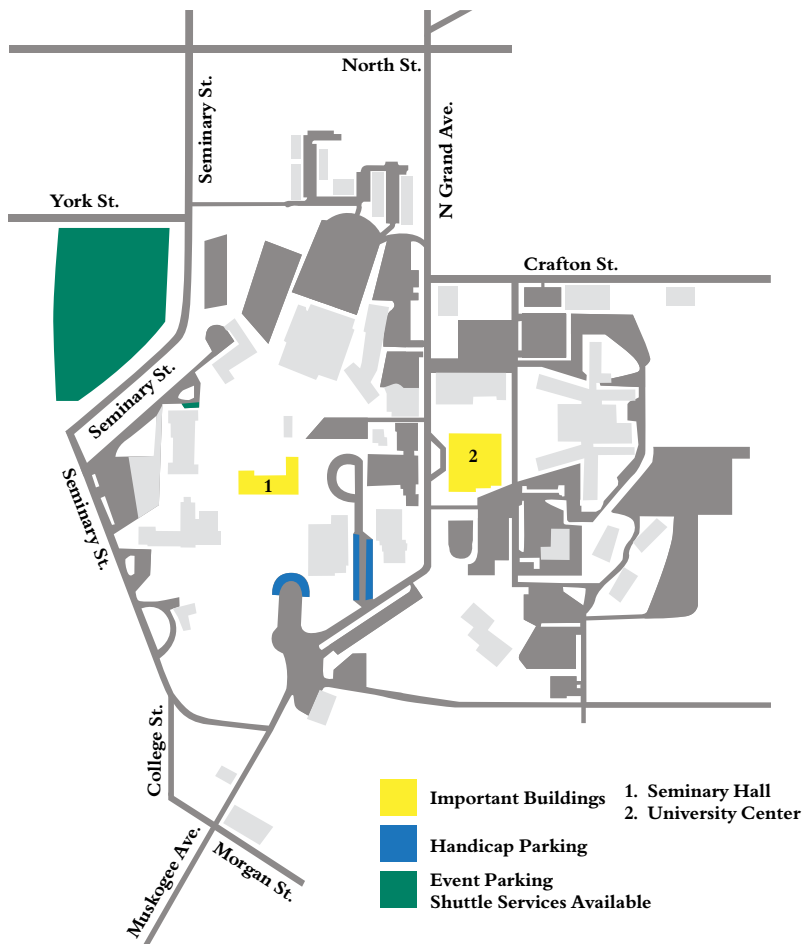 North St.
Seminary St.
N Grand Ave.
York St.
Crafton St.
Seminary St.
Seminary St.
1
2
College St.
Muskogee Ave.
Morgan St.
Important Buildings
1. Seminary Hall
2. University Center
Handicap Parking
Event Parking
Shuttle Services Available